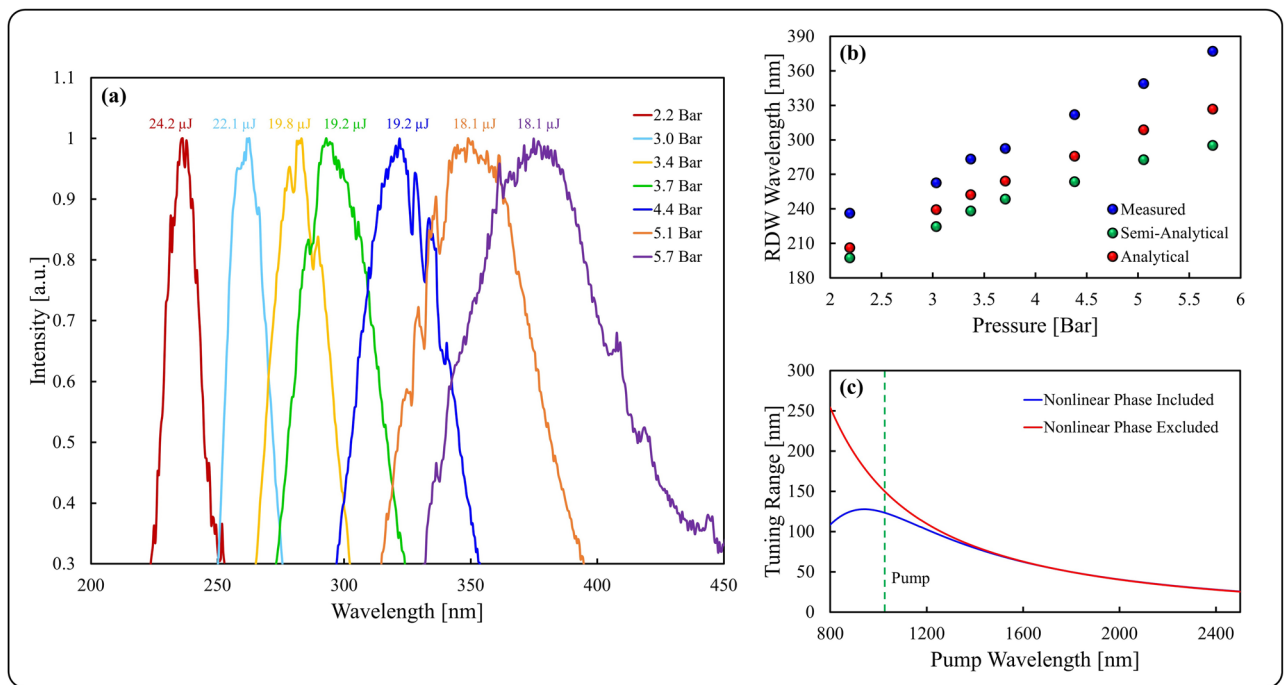 (a)
1.1
1
0.9
0.8
0.7
0.6
0.5
0.4
0.3
Intensity [a.u.]
24.2 μJ 22.1 μJ 19.8 μJ 19.2 μJ 19.2 μJ 18.1 μJ 18.1 μJ
2.2 Bar
3.0 Bar
3.4 Bar
3.7 Bar
4.4 Bar
5.1 Bar
5.7 Bar
200 250 300 350 400 450
Wavelength [nm]
(b)
390
360
330
300
270
240
210
180
RDW Wavelength [nm]
Measured
Semi-Analytical
Analytical
2 2.5 3 3.5 4 4.5 5 5.5 6
Pressure [Bar]
(c)
300
250
200
150
100
50
0
Tuning Range [nm]
Nonlinear Phase Included
Nonlinear Phase Excluded
Pump
800 1200 1600 2000 2400
Pump Wavelength [nm]